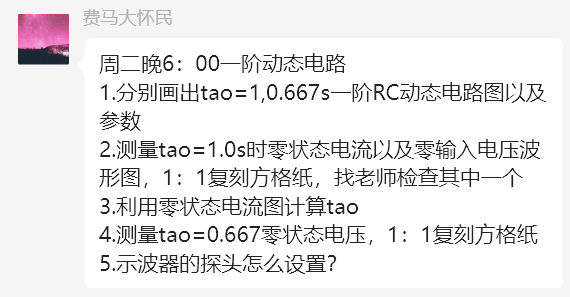 费马大怀民
周二晚6：00一阶动态电路
1.分别画出tao=1,0.667s一阶RC动态电路图以及
参数
2.测量tao=1.0s时零状态电流以及零输入电压波
形图，1：1复刻方格纸，找老师检查其中一个
3.利用零状态电流图计算tao
4.测量tao=0.667零状态电压，1：1复刻方格纸
5.示波器的探头怎么设置?